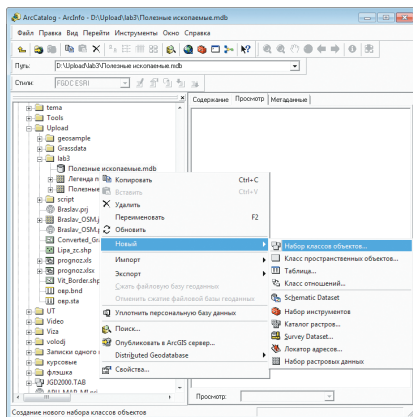 ArcCatalog - ArcInfo - D:\Upload\lab3\Полезные ископаемые.mdb
Файл Правка Вид Перейти Инструменты Окно Справка
Путь: D:\Upload\lab3\Полезные ископаемые.mdb
Стили: FGDC ESRI
Содержание Просмотр Метаданные
tema
Tools
Upload
geosample
Grassdata
lab3
Полезные ископаемые.mdb
Легенда п
Полезные
script
Braslav.prj
Braslav_OSM.j
Braslav_OSM.p
Converted_Gra
Lipa_zc.shp
prognoz.xls
prognoz.xlsx
Vit_Border.shp
оер.bnd
оер.sta
UT
Video
Viza
volodj
Записки одного
курсовые
флэшка
JGD2000.TAB
Копировать Ctrl+C
Вставить Ctrl+V
Удалить
Переименовать F2
Обновить
Новый
Импорт
Экспорт
Сжать файловую базу геоданных
Отменить сжатие файловой базы геоданных
Уплотнить персональную базу данных
Поиск...
Опубликовать в ArcGIS сервер...
Distributed Geodatabase
Свойства...
Набор классов объектов...
Класс пространственных объектов...
Таблица...
Класс отношений...
Schematic Dataset
Набор инструментов
Каталог растров...
Survey Dataset...
Локатор адресов...
Набор растровых данных
Просмотр:
Создание нового набора классов объектов